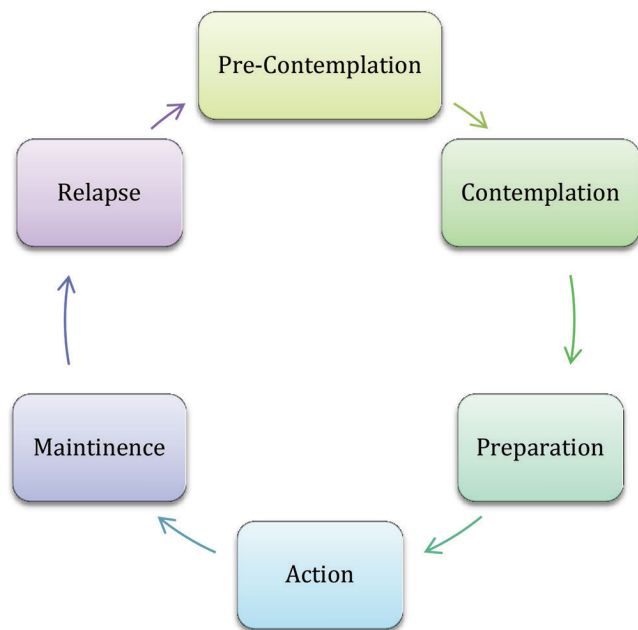 Pre-Contemplation
Contemplation
Preparation
Action
Maintinence
Relapse